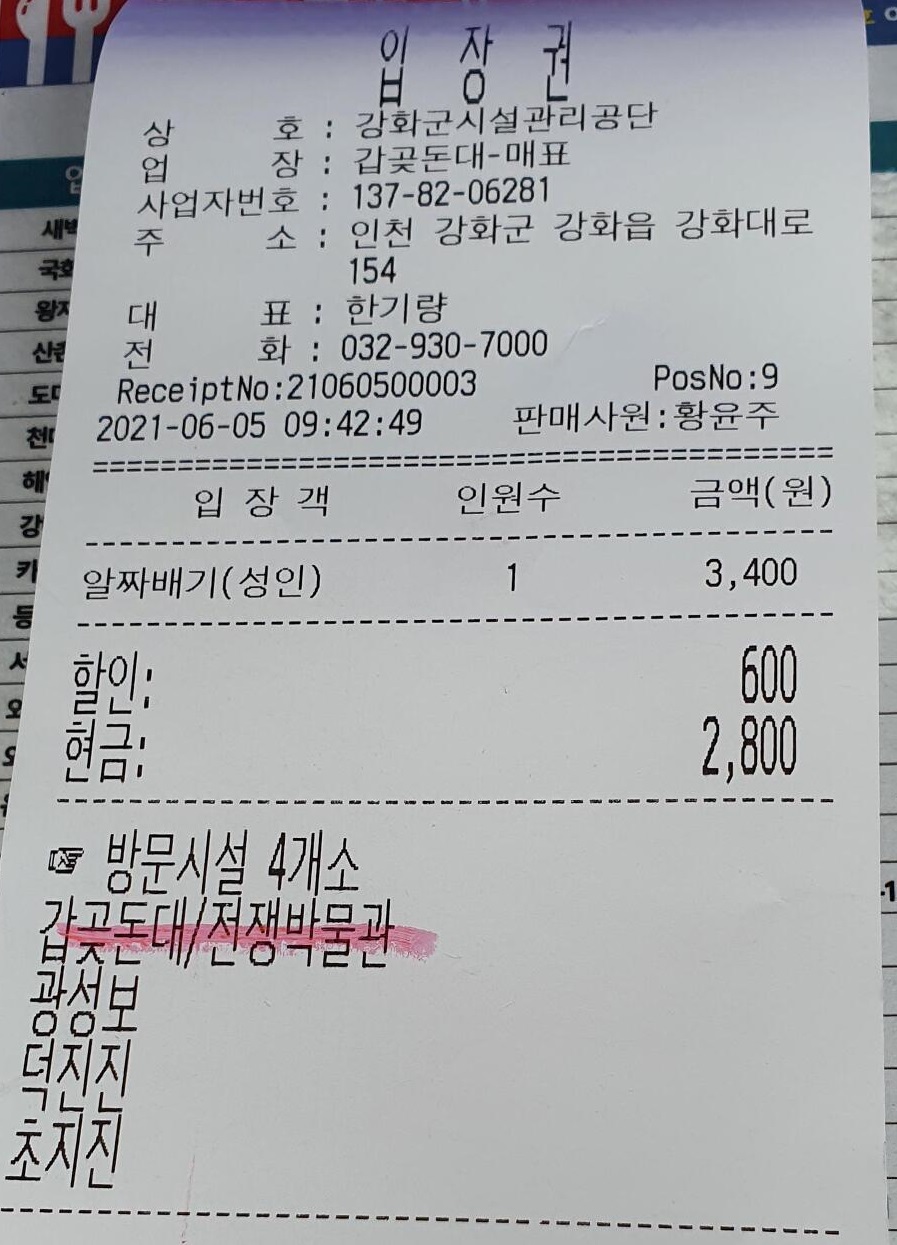 입 장 권
상 호 : 강화군시설관리공단
업 장 : 갑곶돈대-매표
사업자번호 : 137-82-06281
주 소 : 인천 강화군 강화읍 강화대로
154
대 표 : 한기량
전 화 : 032-930-7000
ReceiptNo:21060500003 PosNo:9
2021-06-05 09:42:49 판매사원:황윤주
입 장 객 인원수 금액(원)
알짜배기(성인) 1 3,400
할인: 600
현금: 2,800
☞ 방문시설 4개소
갑곶돈대/전쟁박물관
광성보
덕진진
초지진